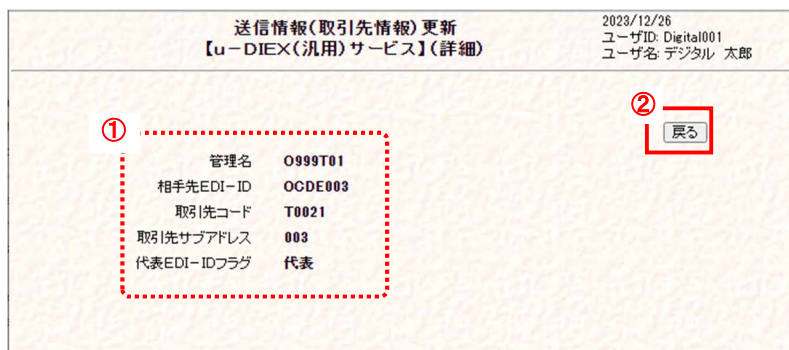 送信情報(取引先情報)更新
【u－DIEX(汎用)サービス】(詳細)
2023/12/26
ユーザID: Digital001
ユーザ名: デジタル 太郎
②
戻る
①
管理名 O999T01
相手先EDI－ID OCDE003
取引先コード T0021
取引先サブアドレス 003
代表EDI－IDフラグ 代表